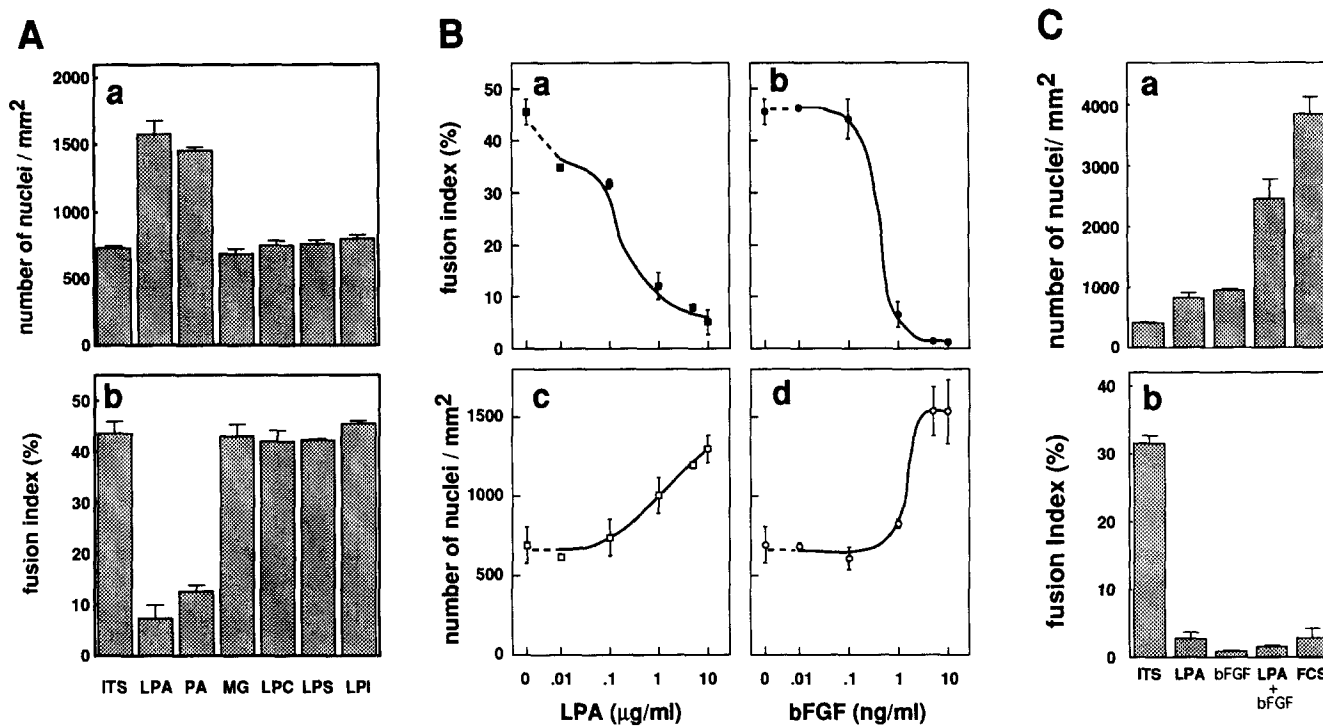 A
a
number of nuclei / mm²
2000
1500
1000
500
0
b
fusion index (%)
50
40
30
20
10
0
ITS LPA PA MG LPC LPS LPI
B
a
fusion index (%)
50
40
30
20
10
0
b
c
number of nuclei / mm²
1500
1000
500
0
0 .01 .1 1 10
LPA (µg/ml)
d
0 .01 .1 1 10
bFGF (ng/ml)
C
a
number of nuclei/ mm²
4000
3000
2000
1000
0
b
fusion Index (%)
40
30
20
10
0
ITS LPA bFGF LPA + bFGF FCS